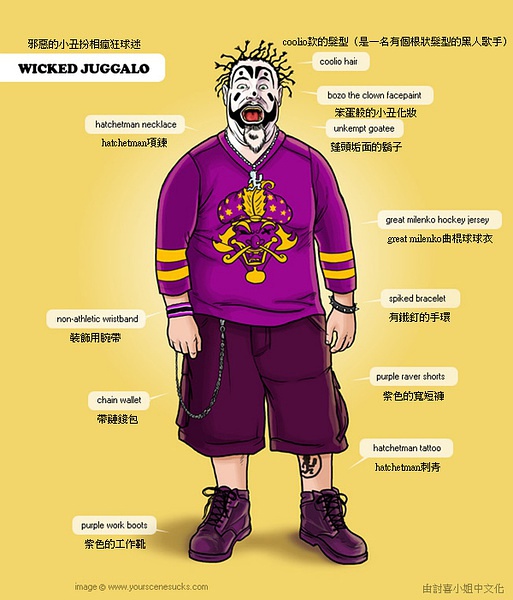 邪惡的小丑扮相瘋狂球迷
coolio款的髮型（是一名有個根狀髮型的黑人歌手）
WICKED JUGGALO
coolio hair
bozo the clown facepaint
笨蛋般的小丑化妝
hatchetman necklace
hatchetman項鍊
unkempt goatee
蓬頭垢面的鬍子
great milenko hockey jersey
great milenko曲棍球球衣
spiked bracelet
有鐵釘的手環
non-athletic wristband
裝飾用腕帶
purple raver shorts
紫色的寬短褲
chain wallet
帶鏈錢包
hatchetman tattoo
hatchetman刺青
purple work boots
紫色的工作靴
image © www.yourscenesucks.com
由討喜小姐中文化